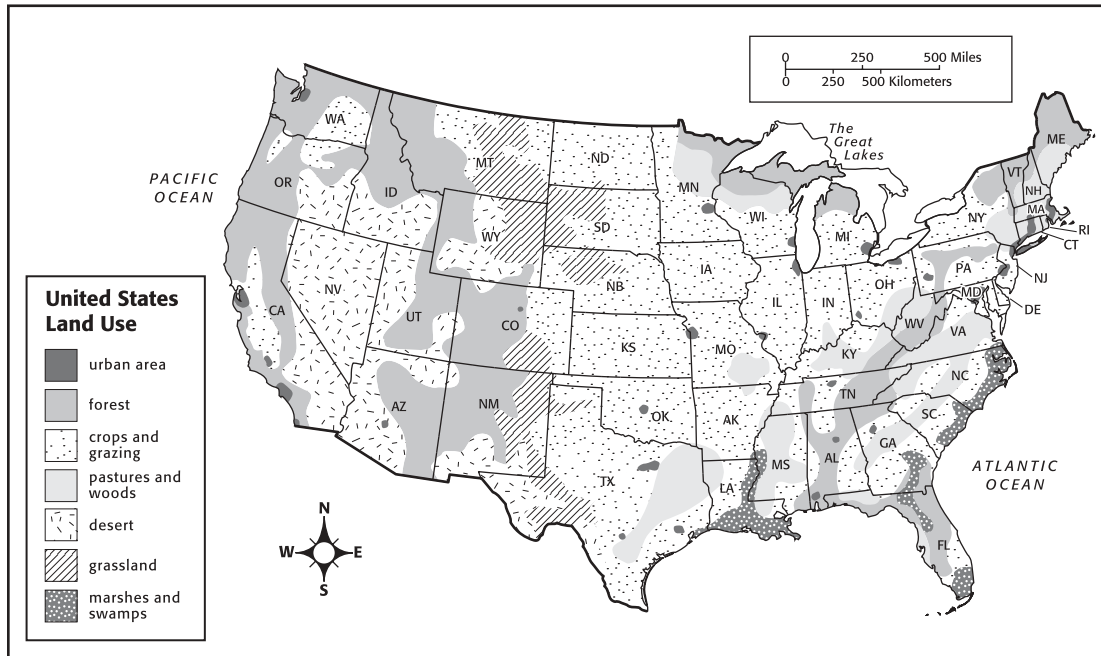 0 250 500 Miles
0 250 500 Kilometers
The
Great
Lakes
PACIFIC
OCEAN
ATLANTIC
OCEAN
WA
OR
ID
MT
ND
MN
WI
MI
NY
VT
NH
ME
MA
RI
CT
NJ
DE
MD
PA
OH
IN
IL
IA
SD
WY
NB
NV
UT
CO
KS
MO
KY
WV
VA
CA
AZ
NM
OK
AK
TN
NC
SC
GA
AL
MS
LA
TX
FL
N
W E
S
United States
Land Use
urban area
forest
crops and
grazing
pastures and
woods
desert
grassland
marshes and
swamps